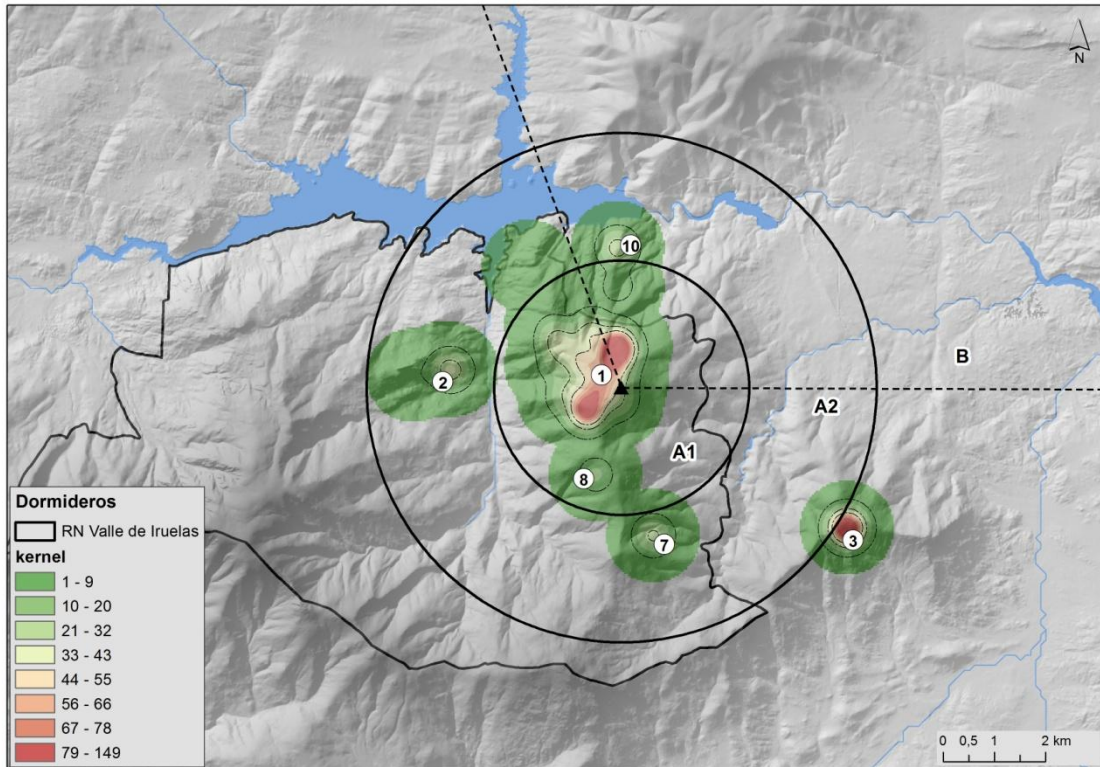 N
10
B
2
1
A2
A1
8
7
3
Dormideros
RN Valle de Iruelas
kernel
1 - 9
10 - 20
21 - 32
33 - 43
44 - 55
56 - 66
67 - 78
79 - 149
0 0,5 1 2 km